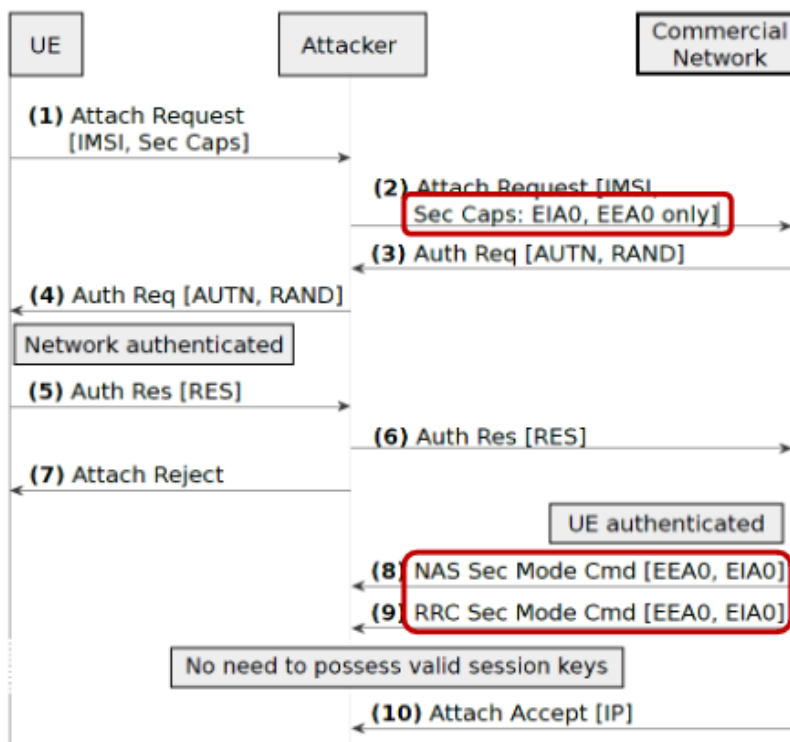 UE
Attacker
Commercial
Network
(1) Attach Request
[IMSI, Sec Caps]
(2) Attach Request [IMSI,
Sec Caps: EIA0, EEA0 only]
(3) Auth Req [AUTN, RAND]
(4) Auth Req [AUTN, RAND]
Network authenticated
(5) Auth Res [RES]
(6) Auth Res [RES]
(7) Attach Reject
UE authenticated
(8) NAS Sec Mode Cmd [EEA0, EIA0]
(9) RRC Sec Mode Cmd [EEA0, EIA0]
No need to possess valid session keys
(10) Attach Accept [IP]